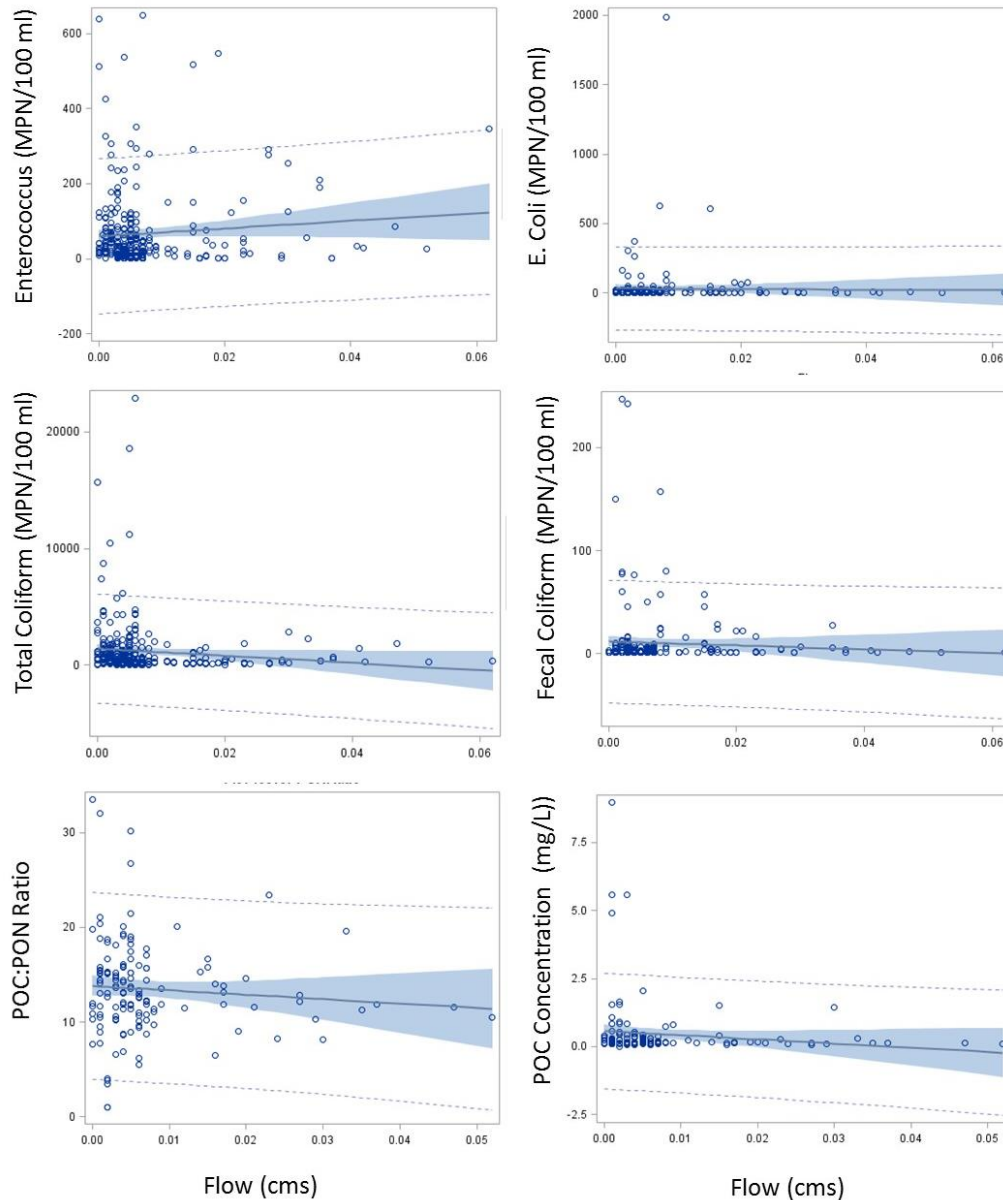 Enterococcus (MPN/100 ml)
600
400
200
0
-200
0.00 0.02 0.04 0.06
E. Coli (MPN/100 ml)
2000
1500
1000
500
0
0.00 0.02 0.04 0.06
Total Coliform (MPN/100 ml)
20000
10000
0
0.00 0.02 0.04 0.06
Fecal Coliform (MPN/100 ml)
200
100
0
0.00 0.02 0.04 0.06
POC:PON Ratio
30
20
10
0
0.00 0.01 0.02 0.03 0.04 0.05
Flow (cms)
POC Concentration (mg/L))
7.5
5.0
2.5
0.0
-2.5
0.00 0.01 0.02 0.03 0.04 0.05
Flow (cms)